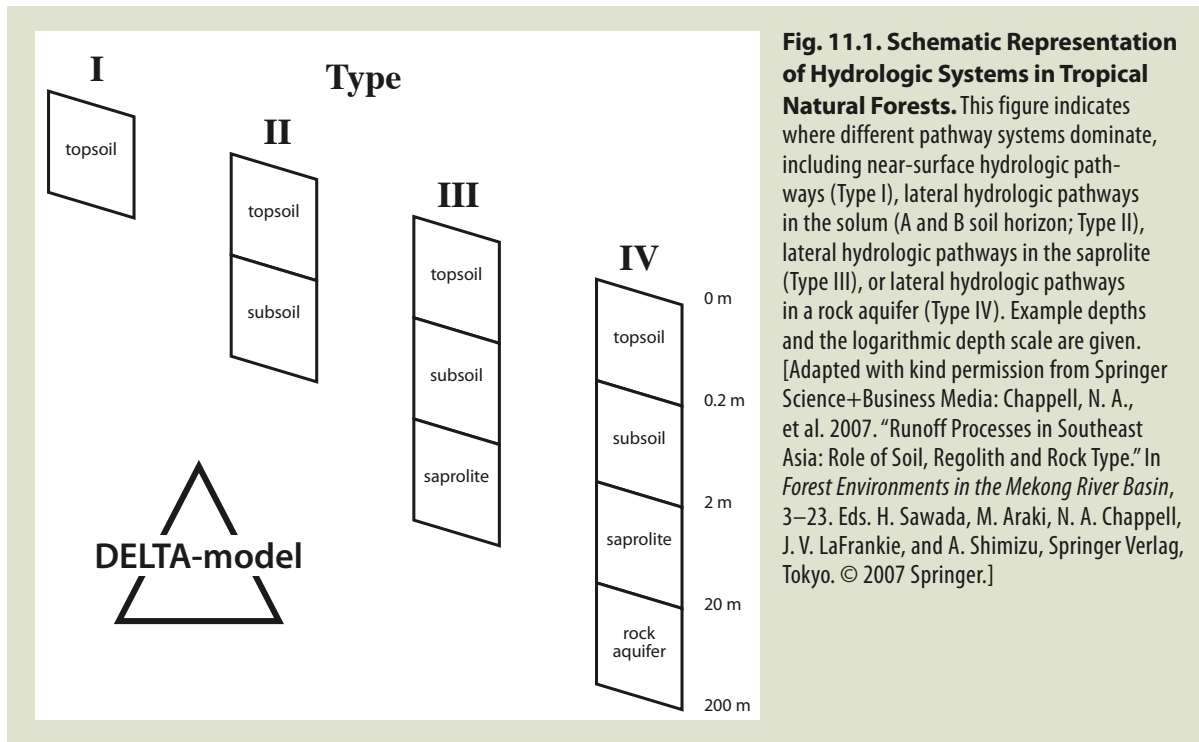 I
Type
topsoil
II
topsoil
subsoil
III
topsoil
subsoil
saprolite
IV
topsoil
subsoil
saprolite
rock
aquifer
0 m
0.2 m
2 m
20 m
200 m
DELTA-model
Fig. 11.1. Schematic Representation
of Hydrologic Systems in Tropical
Natural Forests. This figure indicates
where different pathway systems dominate,
including near-surface hydrologic path-
ways (Type I), lateral hydrologic pathways
in the solum (A and B soil horizon; Type II),
lateral hydrologic pathways in the saprolite
(Type III), or lateral hydrologic pathways
in a rock aquifer (Type IV). Example depths
and the logarithmic depth scale are given.
[Adapted with kind permission from Springer
Science+Business Media: Chappell, N. A.,
et al. 2007. “Runoff Processes in Southeast
Asia: Role of Soil, Regolith and Rock Type.” In
Forest Environments in the Mekong River Basin,
3–23. Eds. H. Sawada, M. Araki, N. A. Chappell,
J. V. LaFrankie, and A. Shimizu, Springer Verlag,
Tokyo. © 2007 Springer.]